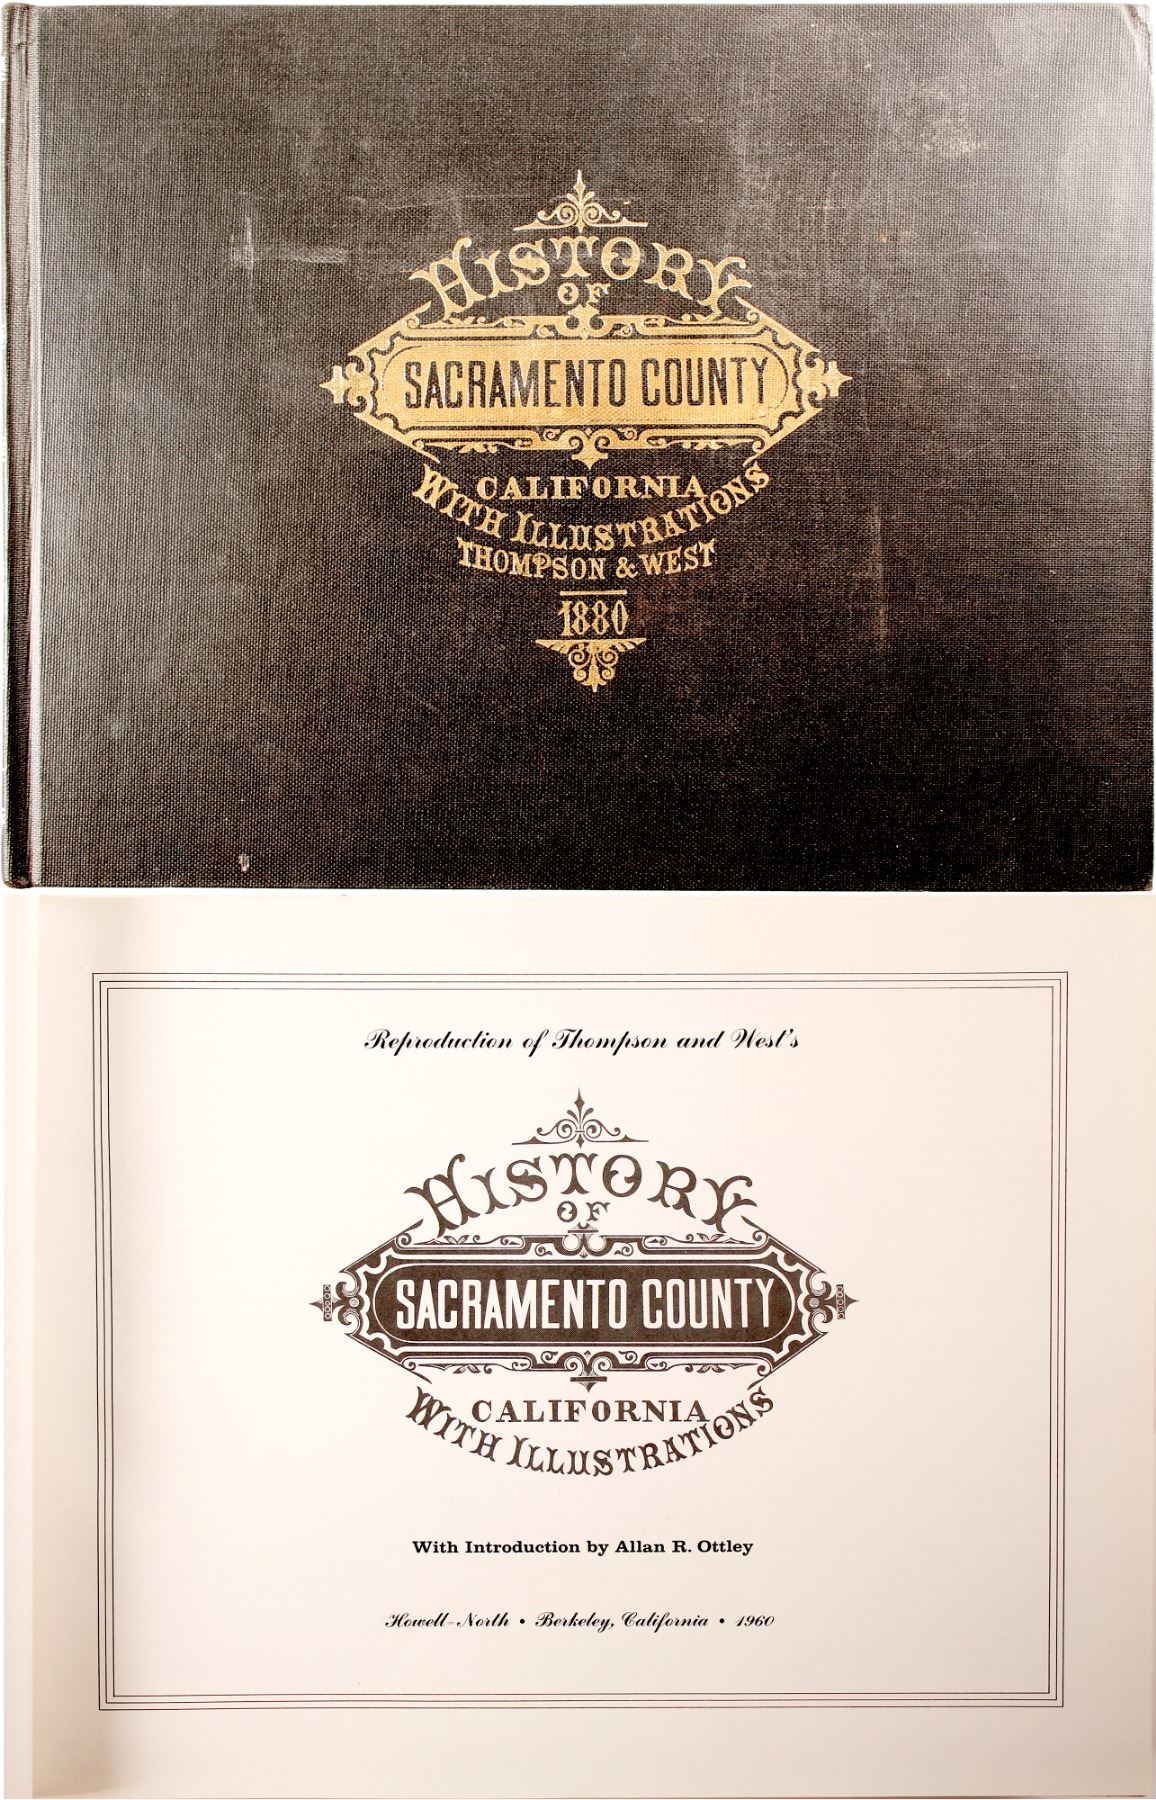 HISTORY
OF
SACRAMENTO COUNTY
CALIFORNIA
WITH ILLUSTRATIONS
THOMPSON & WEST
1880
Reproduction of Thompson and West's
HISTORY
OF
SACRAMENTO COUNTY
CALIFORNIA
WITH ILLUSTRATIONS
With Introduction by Allan R. Ottley
Howell-North • Berkeley, California • 1960